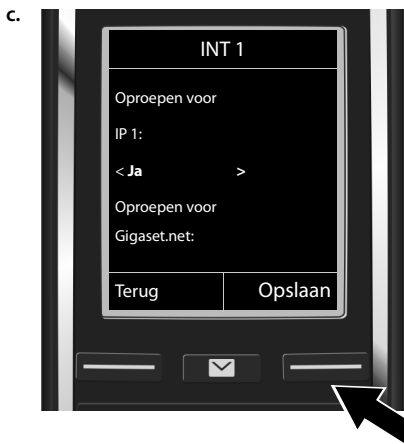 c.
INT 1
Oproepen voor
IP 1:
< Ja >
Oproepen voor
Gigaset.net:
Terug Opslaan